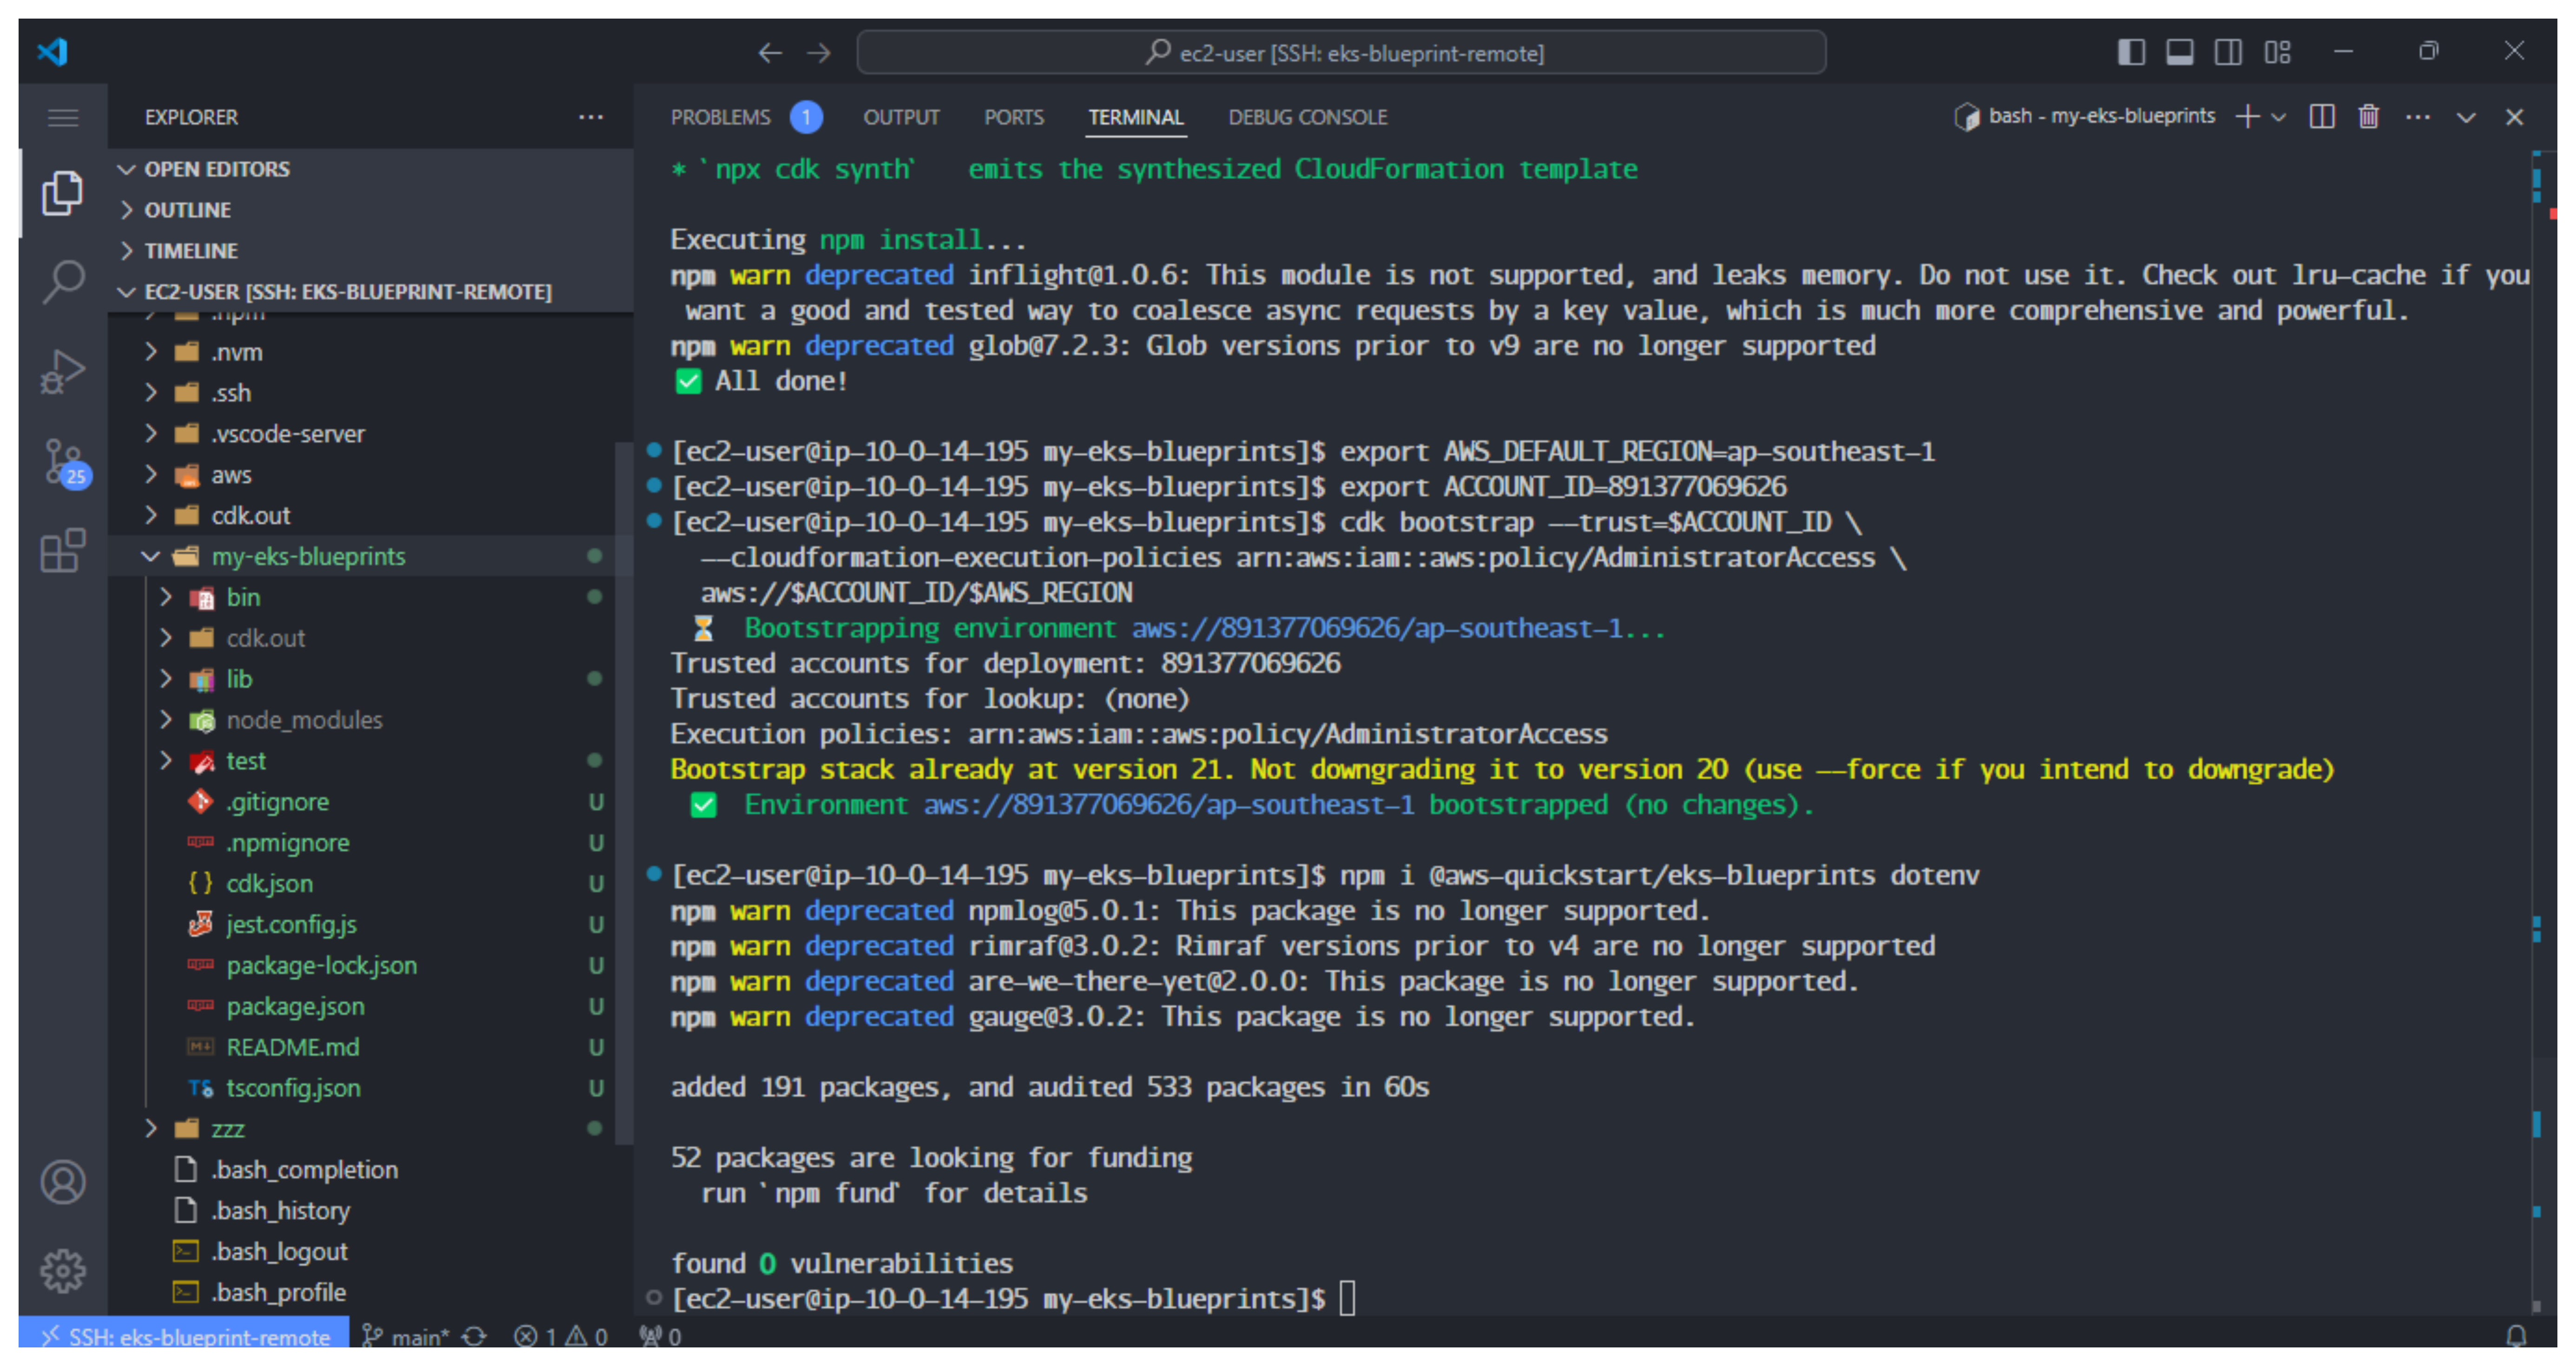 ec2-user [SSH: eks-blueprint-remote]
EXPLORER
OPEN EDITORS
OUTLINE
TIMELINE
EC2-USER [SSH: EKS-BLUEPRINT-REMOTE]
.npm
.nvm
.ssh
.vscode-server
aws
cdk.out
my-eks-blueprints
bin
cdk.out
lib
node_modules
test
.gitignore U
.npmignore U
cdk.json U
jest.config.js U
package-lock.json U
package.json U
README.md U
tsconfig.json U
zzz
.bash_completion
.bash_history
.bash_logout
.bash_profile
25
PROBLEMS 1 OUTPUT PORTS TERMINAL DEBUG CONSOLE
bash - my-eks-blueprints
* `npx cdk synth`   emits the synthesized CloudFormation template
Executing npm install...
npm warn deprecated inflight@1.0.6: This module is not supported, and leaks memory. Do not use it. Check out lru-cache if you
want a good and tested way to coalesce async requests by a key value, which is much more comprehensive and powerful.
npm warn deprecated glob@7.2.3: Glob versions prior to v9 are no longer supported
✅ All done!
[ec2-user@ip-10-0-14-195 my-eks-blueprints]$ export AWS_DEFAULT_REGION=ap-southeast-1
[ec2-user@ip-10-0-14-195 my-eks-blueprints]$ export ACCOUNT_ID=891377069626
[ec2-user@ip-10-0-14-195 my-eks-blueprints]$ cdk bootstrap --trust=$ACCOUNT_ID \
--cloudformation-execution-policies arn:aws:iam::aws:policy/AdministratorAccess \
aws://$ACCOUNT_ID/$AWS_REGION
⏳ Bootstrapping environment aws://891377069626/ap-southeast-1...
Trusted accounts for deployment: 891377069626
Trusted accounts for lookup: (none)
Execution policies: arn:aws:iam::aws:policy/AdministratorAccess
Bootstrap stack already at version 21. Not downgrading it to version 20 (use --force if you intend to downgrade)
✅ Environment aws://891377069626/ap-southeast-1 bootstrapped (no changes).
[ec2-user@ip-10-0-14-195 my-eks-blueprints]$ npm i @aws-quickstart/eks-blueprints dotenv
npm warn deprecated npmlog@5.0.1: This package is no longer supported.
npm warn deprecated rimraf@3.0.2: Rimraf versions prior to v4 are no longer supported
npm warn deprecated are-we-there-yet@2.0.0: This package is no longer supported.
npm warn deprecated gauge@3.0.2: This package is no longer supported.
added 191 packages, and audited 533 packages in 60s
52 packages are looking for funding
run `npm fund` for details
found 0 vulnerabilities
[ec2-user@ip-10-0-14-195 my-eks-blueprints]$
SSH: eks-blueprint-remote main* 1 0 0